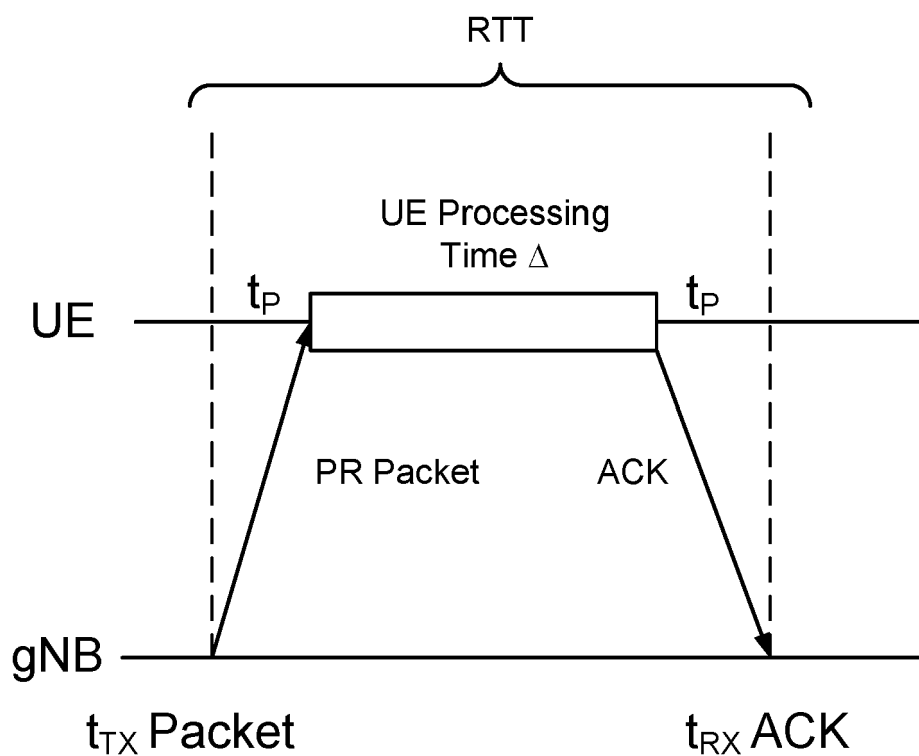 RTT
UE Processing
Time Δ
tP
tP
UE
PR Packet
ACK
gNB
tTX Packet
tRX ACK